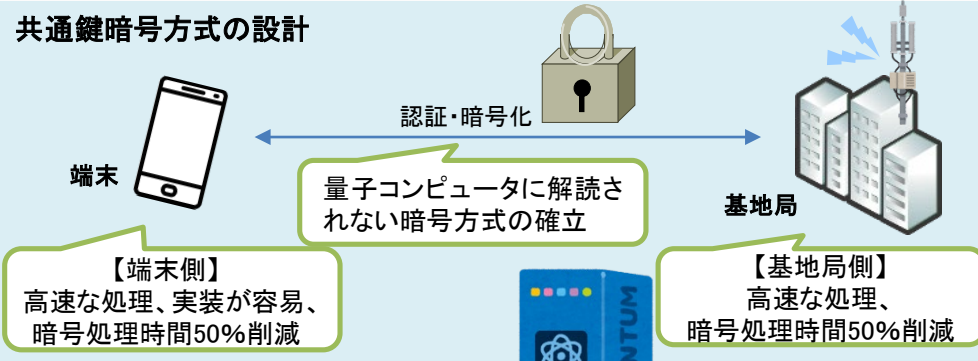 共通鍵暗号方式の設計
認証・暗号化
端末
量子コンピュータに解読さ
れない暗号方式の確立
基地局
【端末側】
高速な処理、実装が容易、
暗号処理時間50%削減
【基地局側】
高速な処理、
暗号処理時間50%削減
NTUM